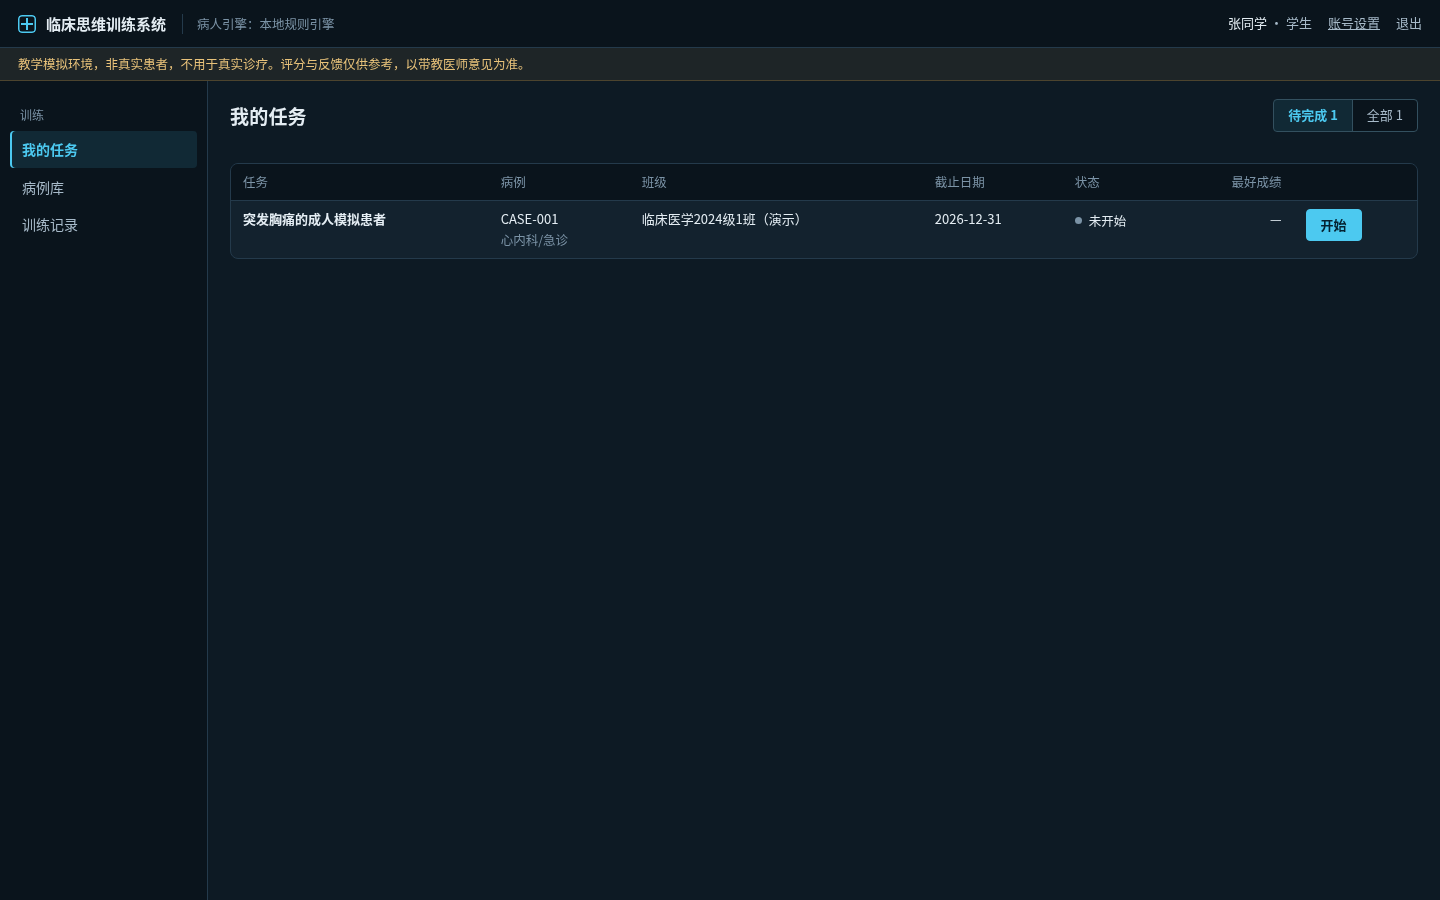 临床思维训练系统
病人引擎：本地规则引擎
张同学 · 学生
账号设置
退出
教学模拟环境，非真实患者，不用于真实诊疗。评分与反馈仅供参考，以带教医师意见为准。
训练
我的任务
病例库
训练记录
我的任务
待完成 1
全部 1
任务
病例
班级
截止日期
状态
最好成绩
突发胸痛的成人模拟患者
CASE-001
心内科/急诊
临床医学2024级1班（演示）
2026-12-31
未开始
—
开始